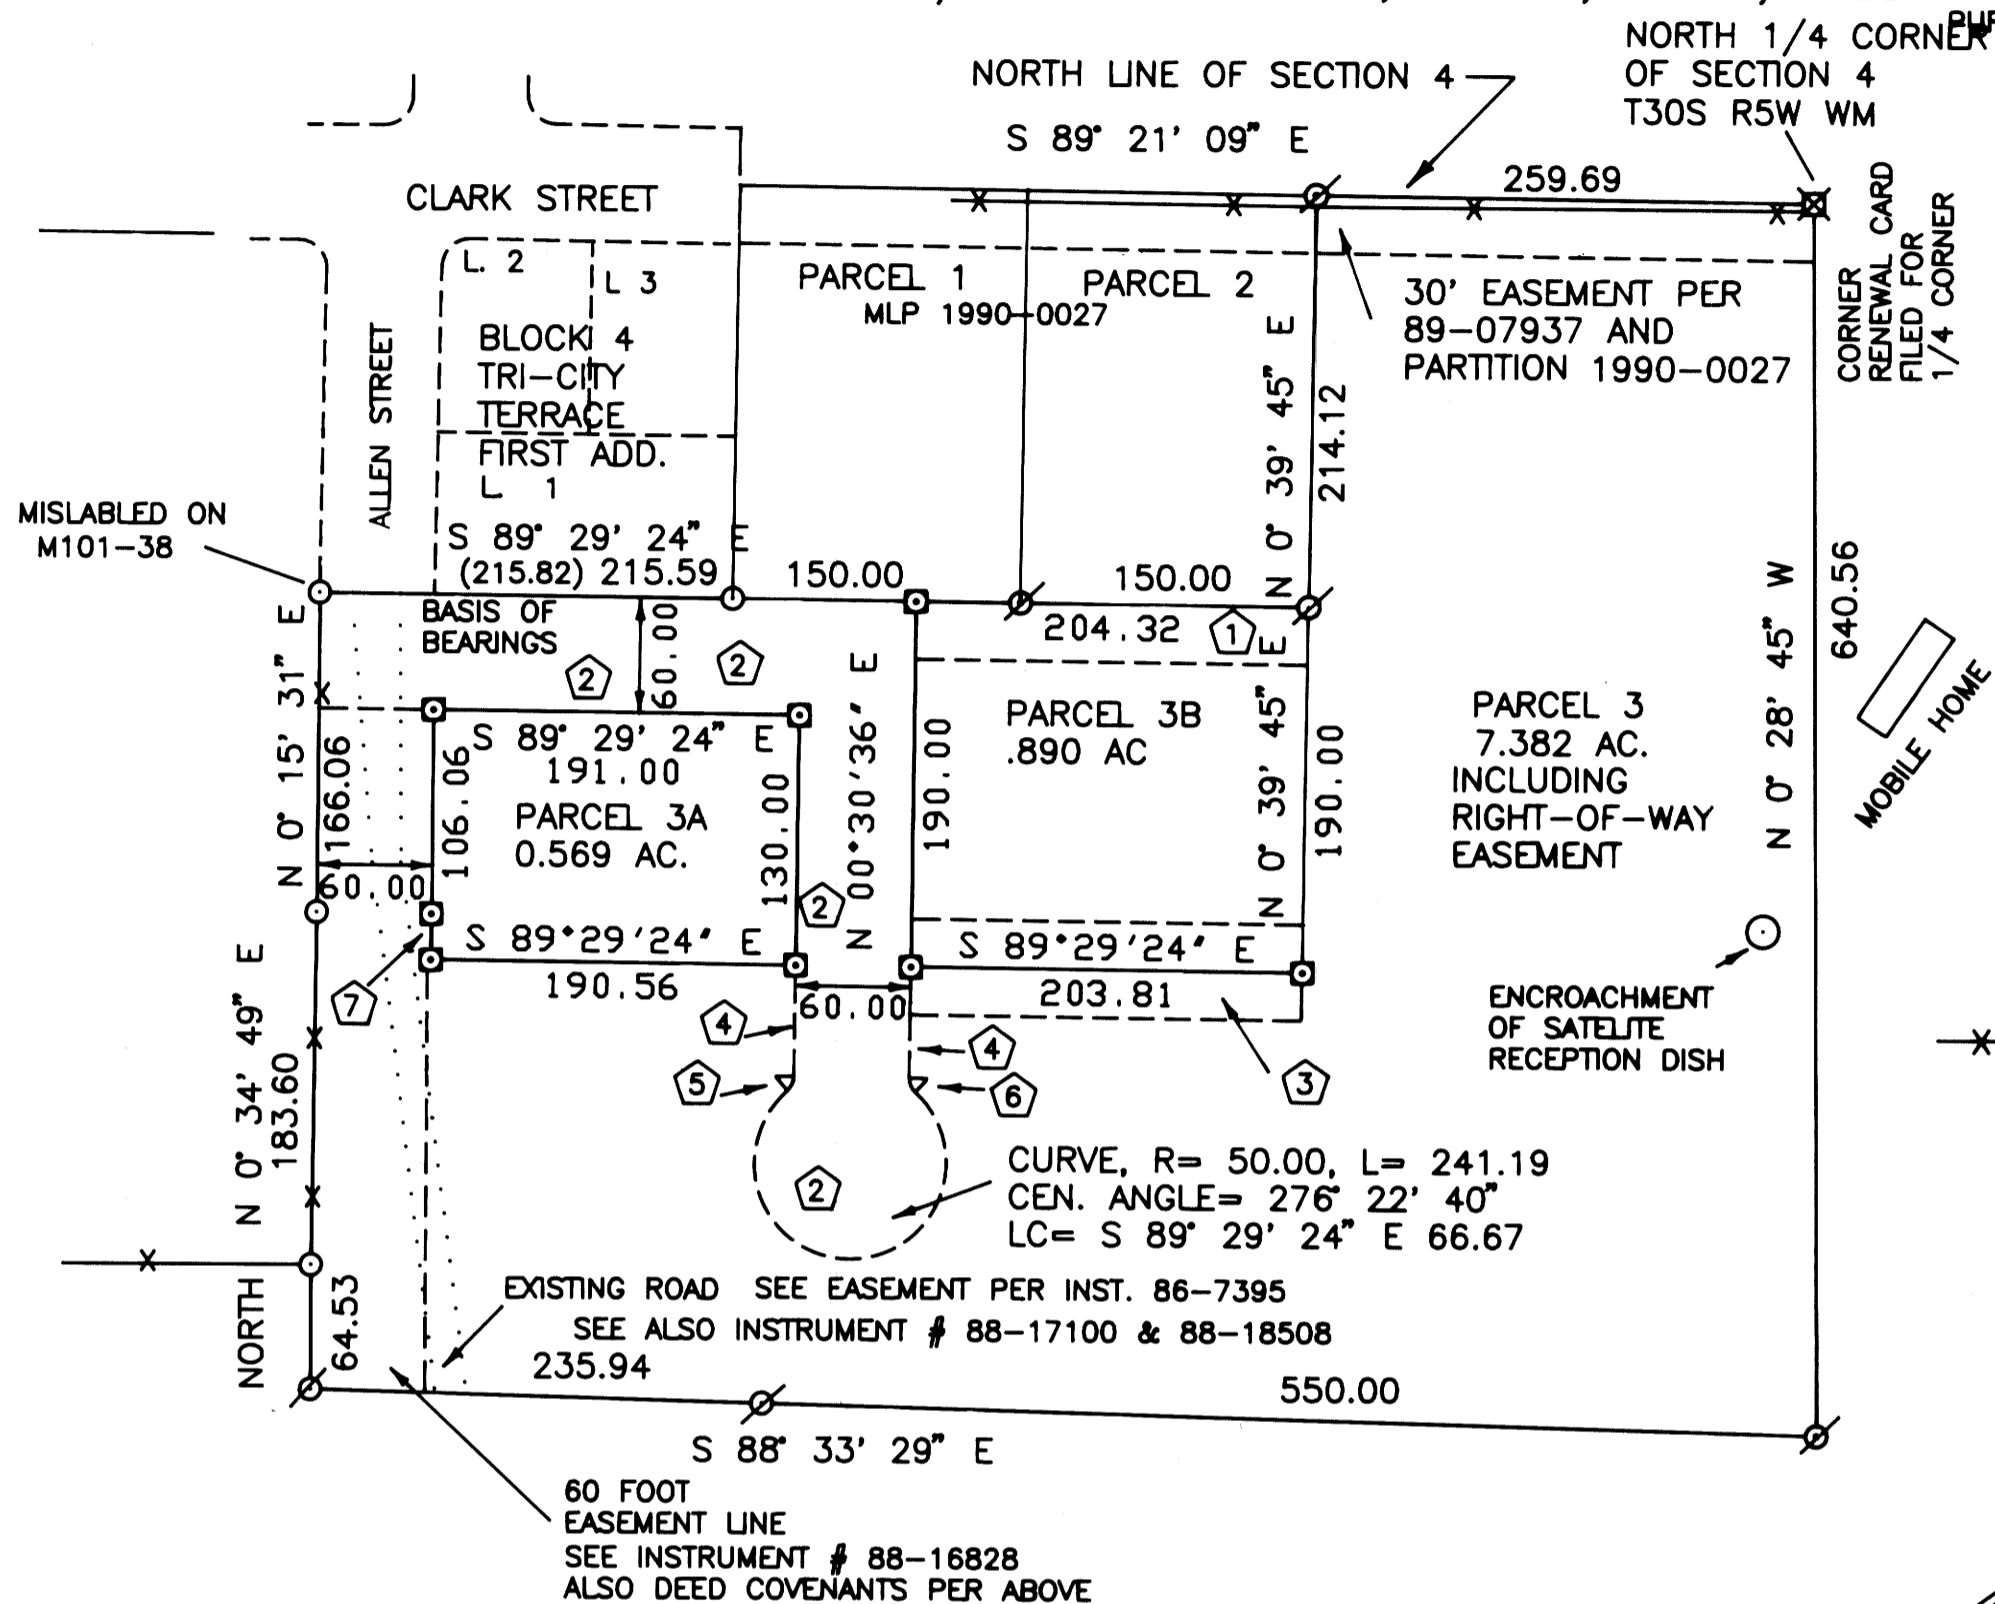 NORTH 1/4 CORNER
OF SECTION 4
T30S R5W WM
NORTH LINE OF SECTION 4
S 89° 21' 09" E
259.69
CORNER
RENEWAL CARD
FILED FOR
1/4 CORNER
CLARK STREET
L. 2
L 3
BLOCK 4
TRI-CITY
TERRACE
FIRST ADD.
L 1
ALLEN STREET
PARCEL 1
MLP 1990-0027
PARCEL 2
N 0° 39' 45" E
214.12
30' EASEMENT PER
89-07937 AND
PARTITION 1990-0027
MISLABLED ON
M101-38
S 89° 29' 24" E
(215.82) 215.59
150.00
150.00
BASIS OF
BEARINGS
60.00
204.32
1
2
2
N 0° 15' 31" E
166.06
S 89° 29' 24" E
191.00
106.06
PARCEL 3A
0.569 AC.
130.00
60.00
2
N 00°30'36" E
190.00
PARCEL 3B
.890 AC
N 0° 39' 45" E
190.00
PARCEL 3
7.382 AC.
INCLUDING
RIGHT-OF-WAY
EASEMENT
N 0° 28' 45" W
640.56
MOBILE HOME
S 89°29'24" E
190.56
S 89°29'24" E
203.81
60.00
7
4
4
5
6
3
ENCROACHMENT
OF SATELITE
RECEPTION DISH
N 0° 34' 49" E
183.60
2
CURVE, R= 50.00, L= 241.19
CEN. ANGLE= 276° 22' 40"
LC= S 89° 29' 24" E 66.67
NORTH
64.53
EXISTING ROAD SEE EASEMENT PER INST. 86-7395
SEE ALSO INSTRUMENT # 88-17100 & 88-18508
235.94
550.00
S 88° 33' 29" E
60 FOOT
EASEMENT LINE
SEE INSTRUMENT # 88-16828
ALSO DEED COVENANTS PER ABOVE